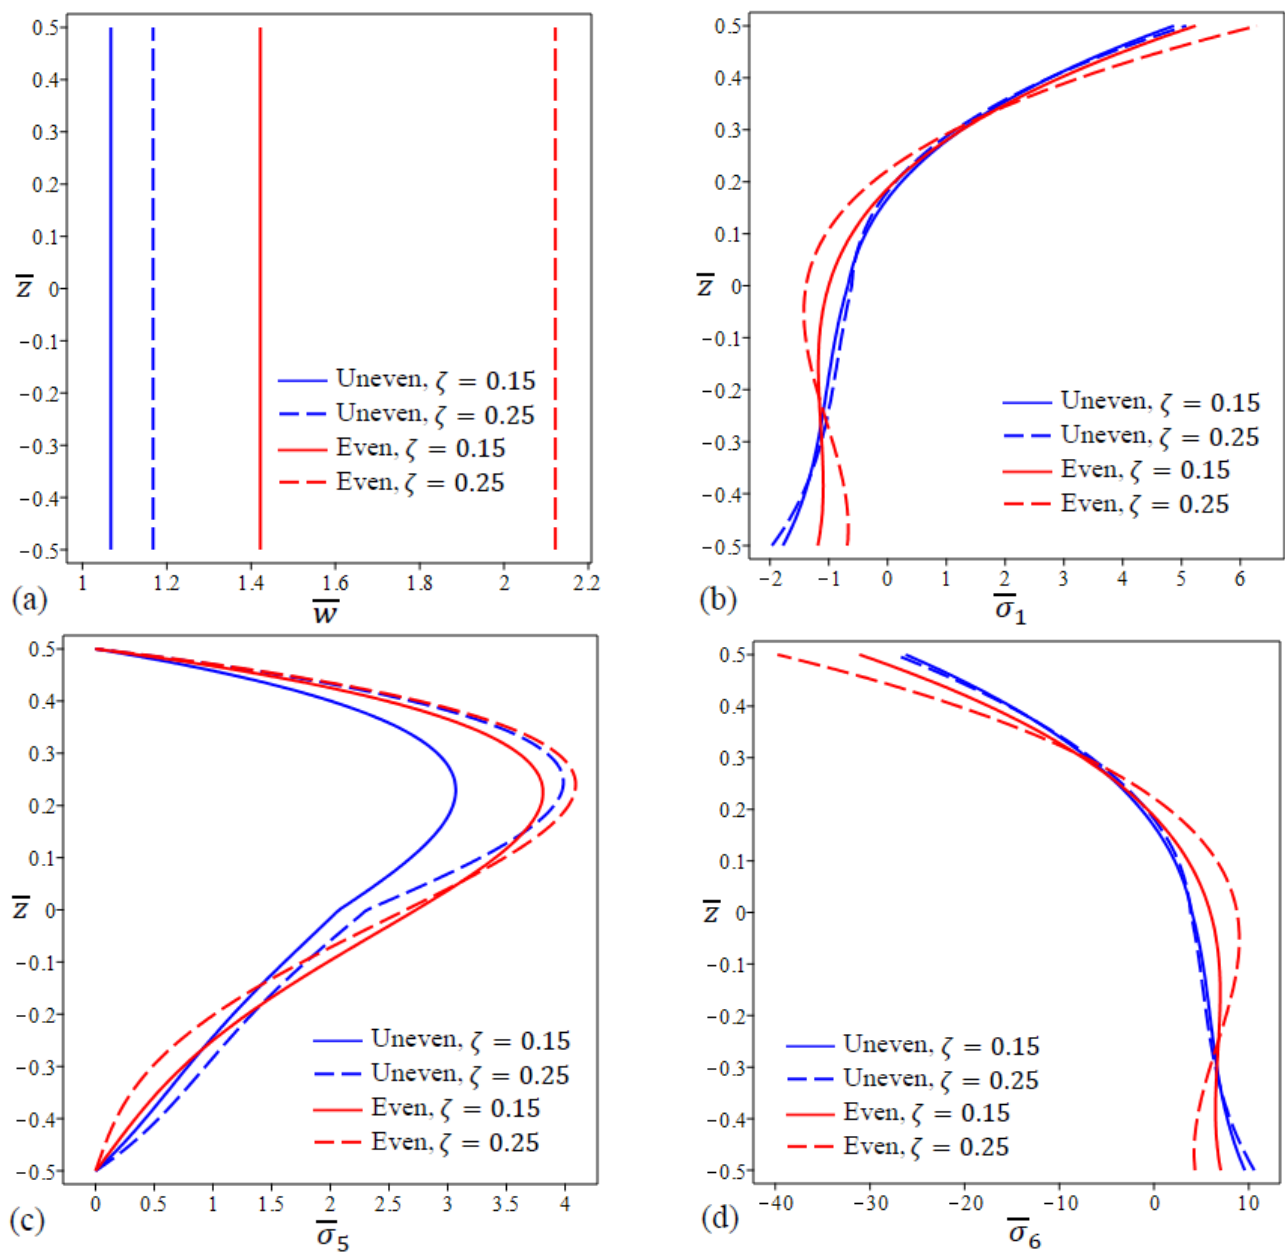 0.5
0.4
0.3
0.2
0.1
z̅ 0
−0.1
−0.2
−0.3
−0.4
−0.5
Uneven, ζ = 0.15
Uneven, ζ = 0.25
Even, ζ = 0.15
Even, ζ = 0.25
1 1.2 1.4 1.6 1.8 2 2.2
(a) w̅
0.5
0.4
0.3
0.2
0.1
z̅ 0
−0.1
−0.2
−0.3
−0.4
−0.5
Uneven, ζ = 0.15
Uneven, ζ = 0.25
Even, ζ = 0.15
Even, ζ = 0.25
−2 −1 0 1 2 3 4 5 6
(b) σ̅₁
0.5
0.4
0.3
0.2
0.1
z̅ 0
−0.1
−0.2
−0.3
−0.4
−0.5
Uneven, ζ = 0.15
Uneven, ζ = 0.25
Even, ζ = 0.15
Even, ζ = 0.25
0 0.5 1 1.5 2 2.5 3 3.5 4
(c) σ̅₅
0.5
0.4
0.3
0.2
0.1
z̅ 0
−0.1
−0.2
−0.3
−0.4
−0.5
Uneven, ζ = 0.15
Uneven, ζ = 0.25
Even, ζ = 0.15
Even, ζ = 0.25
−40 −30 −20 −10 0 10
(d) σ̅₆